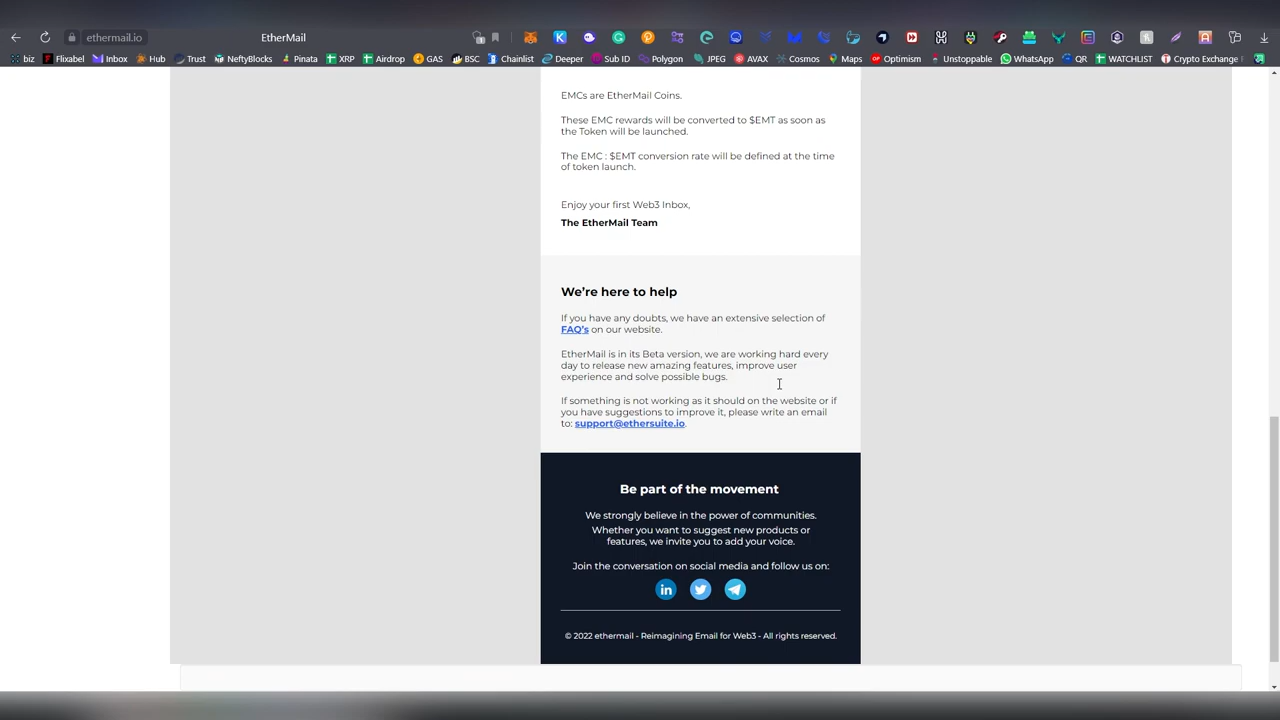 ethermail.io
EtherMail
biz
Flixabel
Inbox
Hub
Trust
NeftyBlocks
Pinata
XRP
Airdrop
GAS
BSC
Chainlist
Deeper
Sub ID
Polygon
JPEG
AVAX
Cosmos
Maps
Optimism
Unstoppable
WhatsApp
QR
WATCHLIST
Crypto Exchange
EMCs are EtherMail Coins.
These EMC rewards will be converted to $EMT as soon as
the Token will be launched.
The EMC : $EMT conversion rate will be defined at the time
of token launch.
Enjoy your first Web3 Inbox,
The EtherMail Team
We're here to help
If you have any doubts, we have an extensive selection of
FAQ's on our website.
EtherMail is in its Beta version, we are working hard every
day to release new amazing features, improve user
experience and solve possible bugs.
If something is not working as it should on the website or if
you have suggestions to improve it, please write an email
to: support@ethersuite.io.
Be part of the movement
We strongly believe in the power of communities.
Whether you want to suggest new products or
features, we invite you to add your voice.
Join the conversation on social media and follow us on:
in
© 2022 ethermail - Reimagining Email for Web3 - All rights reserved.